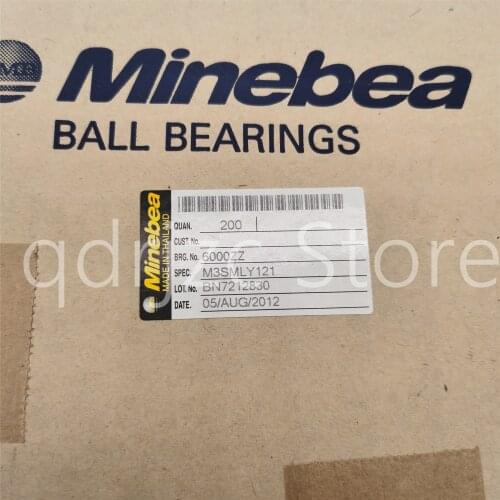 Minebea
BALL BEARINGS
Minebea
MADE IN THAILAND
QUAN. 200
CUST No.
BRG. No. 6000ZZ
SPEC. M3SMLY121
LOT. No. BN7212830
DATE. 05/AUG/2012
Store